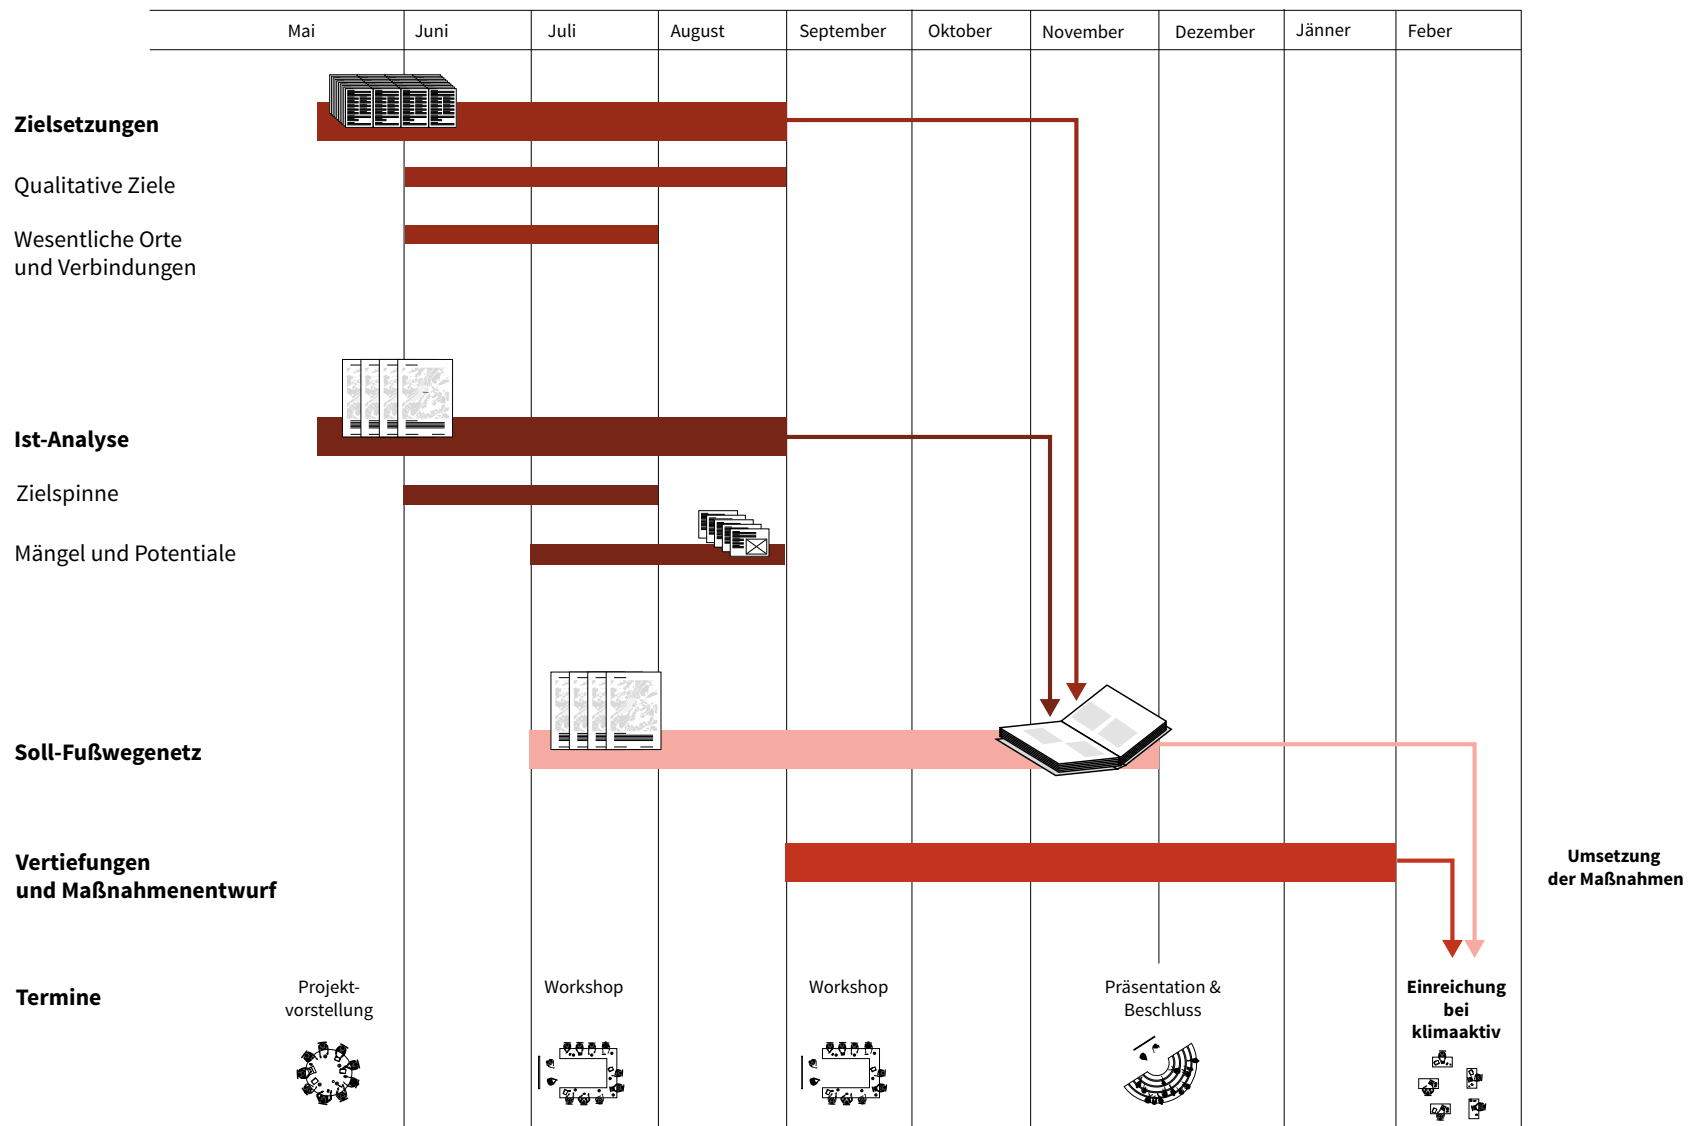 Mai
Juni
Juli
August
September
Oktober
November
Dezember
Jänner
Feber
Zielsetzungen
Qualitative Ziele
Wesentliche Orte
und Verbindungen
Ist-Analyse
Zielspinne
Mängel und Potentiale
Soll-Fußwegenetz
Vertiefungen
und Maßnahmenentwurf
Umsetzung
der Maßnahmen
Termine
Projekt-
vorstellung
Workshop
Workshop
Präsentation &
Beschluss
Einreichung
bei
klimaaktiv